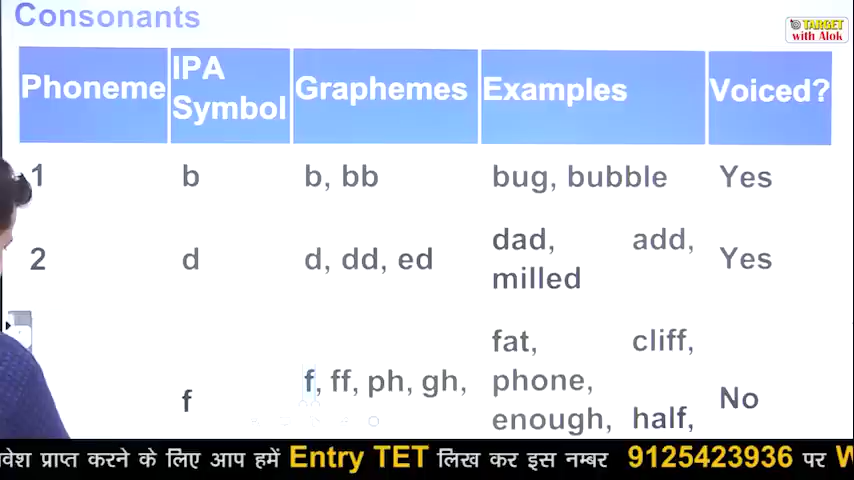 Consonants
TARGET
with Alok
Phoneme IPA Symbol Graphemes Examples Voiced?
1 b b, bb bug, bubble Yes
2 d d, dd, ed dad, add, milled Yes
f f, ff, ph, gh, fat, cliff, phone, enough, half, No
वेश प्राप्त करने के लिए आप हमें Entry TET लिख कर इस नम्बर 9125423936 पर W